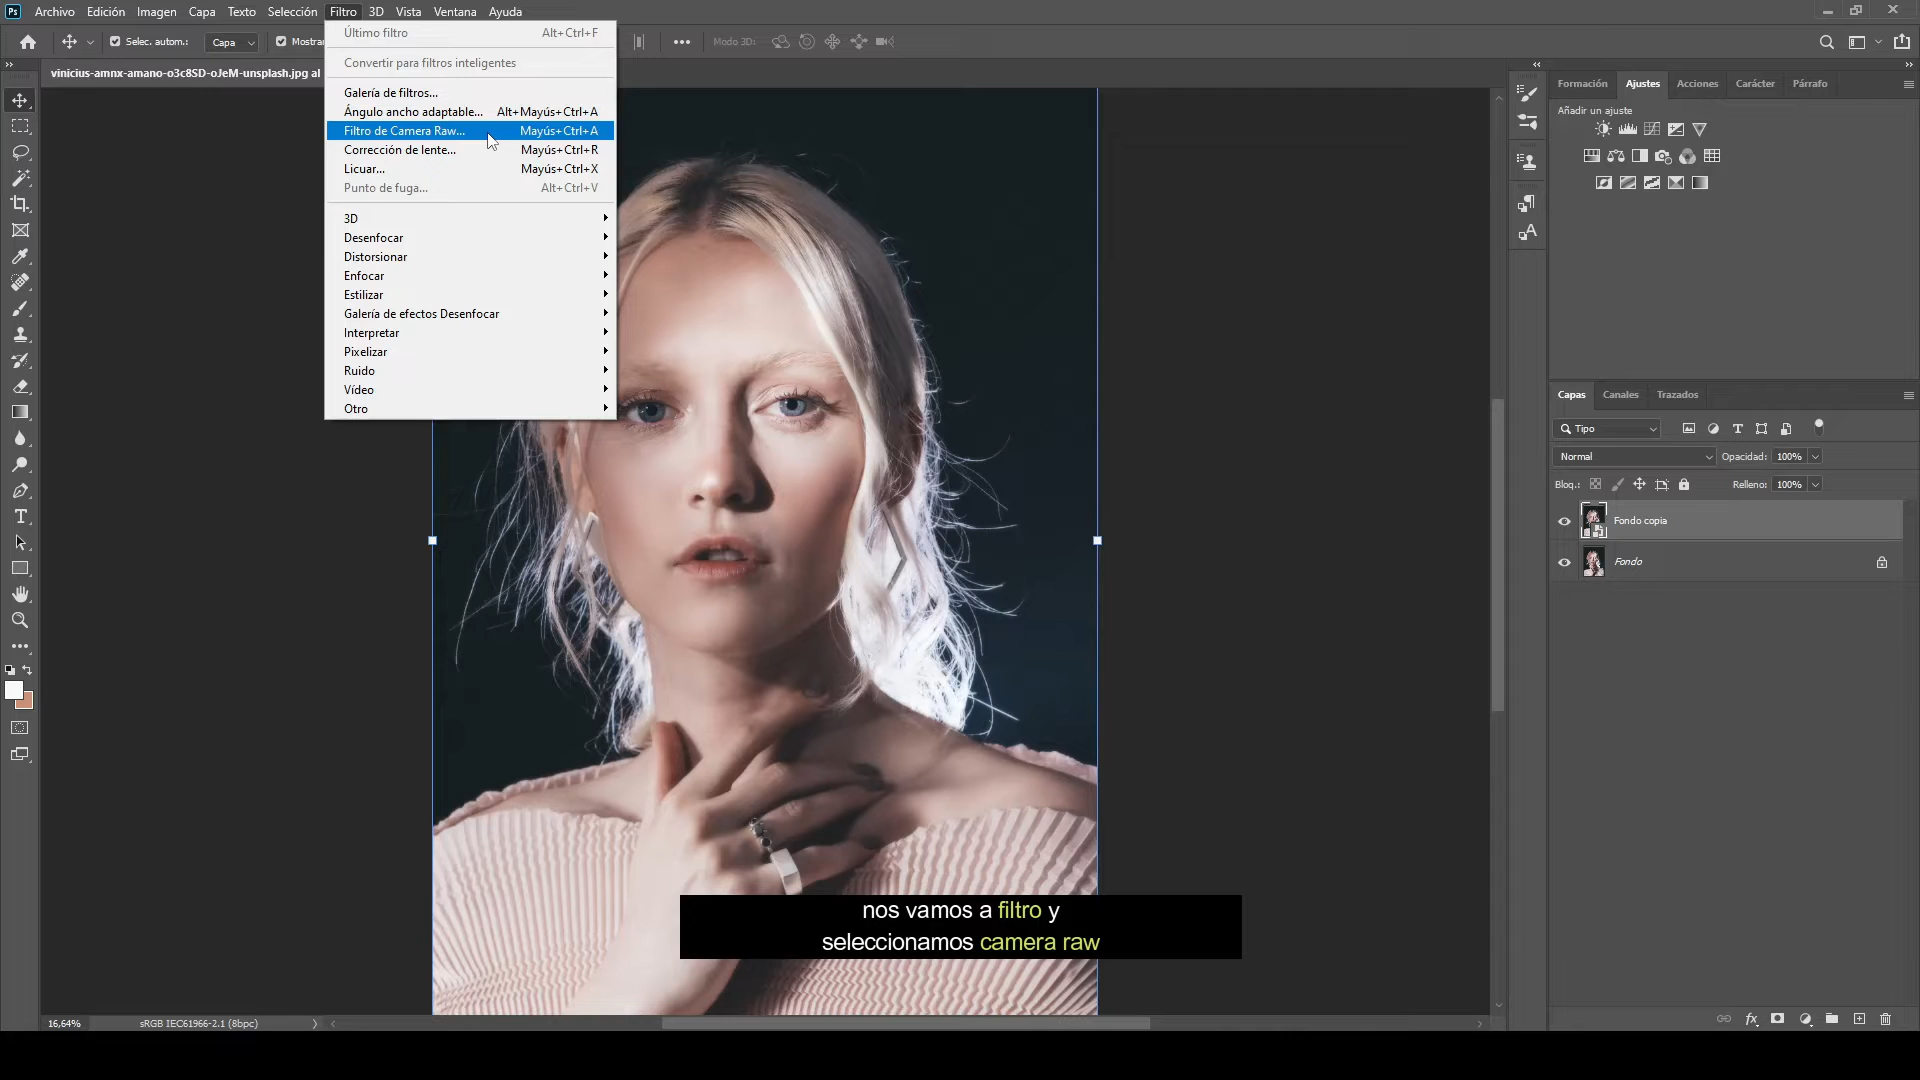 Ps Archivo Edición Imagen Capa Texto Selección Filtro 3D Vista Ventana Ayuda
Selec. autom.: Capa Mostrar Modo 3D:
vinicius-amnx-amano-o3c8SD-oJeM-unsplash.jpg al
Último filtro Alt+Ctrl+F
Convertir para filtros inteligentes
Galería de filtros...
Ángulo ancho adaptable... Alt+Mayús+Ctrl+A
Filtro de Camera Raw... Mayús+Ctrl+A
Corrección de lente... Mayús+Ctrl+R
Licuar... Mayús+Ctrl+X
Punto de fuga... Alt+Ctrl+V
3D
Desenfocar
Distorsionar
Enfocar
Estilizar
Galería de efectos Desenfocar
Interpretar
Pixelizar
Ruido
Vídeo
Otro
Formación Ajustes Acciones Carácter Párrafo
Añadir un ajuste
Capas Canales Trazados
Tipo
Normal Opacidad: 100%
Bloq.: Relleno: 100%
Fondo copia
Fondo
nos vamos a filtro y
seleccionamos camera raw
16,64% sRGB IEC61966-2.1 (8bpc)